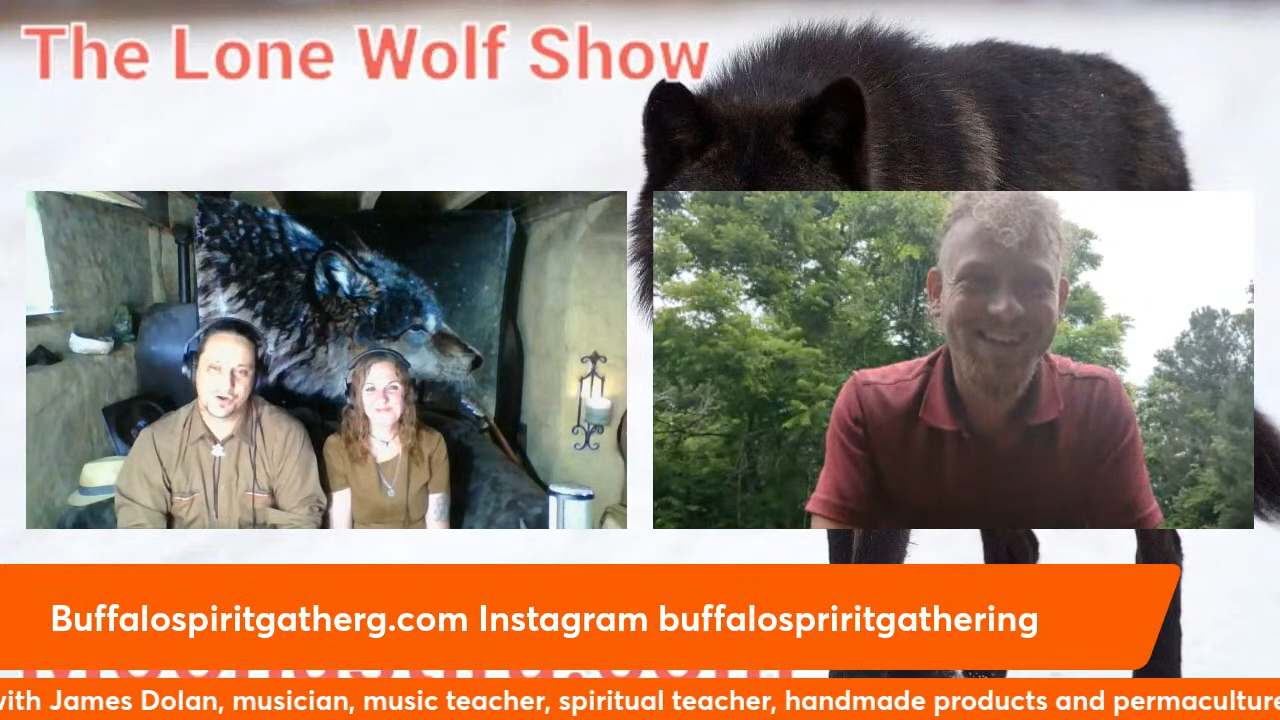 The Lone Wolf Show
Buffalospiritgatherg.com Instagram buffalospriritgathering
with James Dolan, musician, music teacher, spiritual teacher, handmade products and permaculture